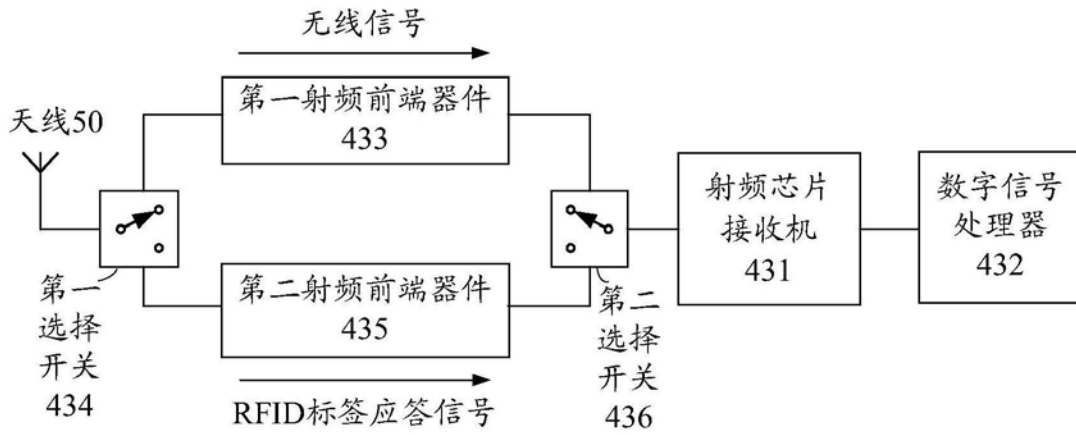 无线信号
天线50
第一射频前端器件
433
射频芯片
接收机
431
数字信号
处理器
432
第一
选择
开关
434
第二射频前端器件
435
第二
选择
开关
436
RFID标签应答信号